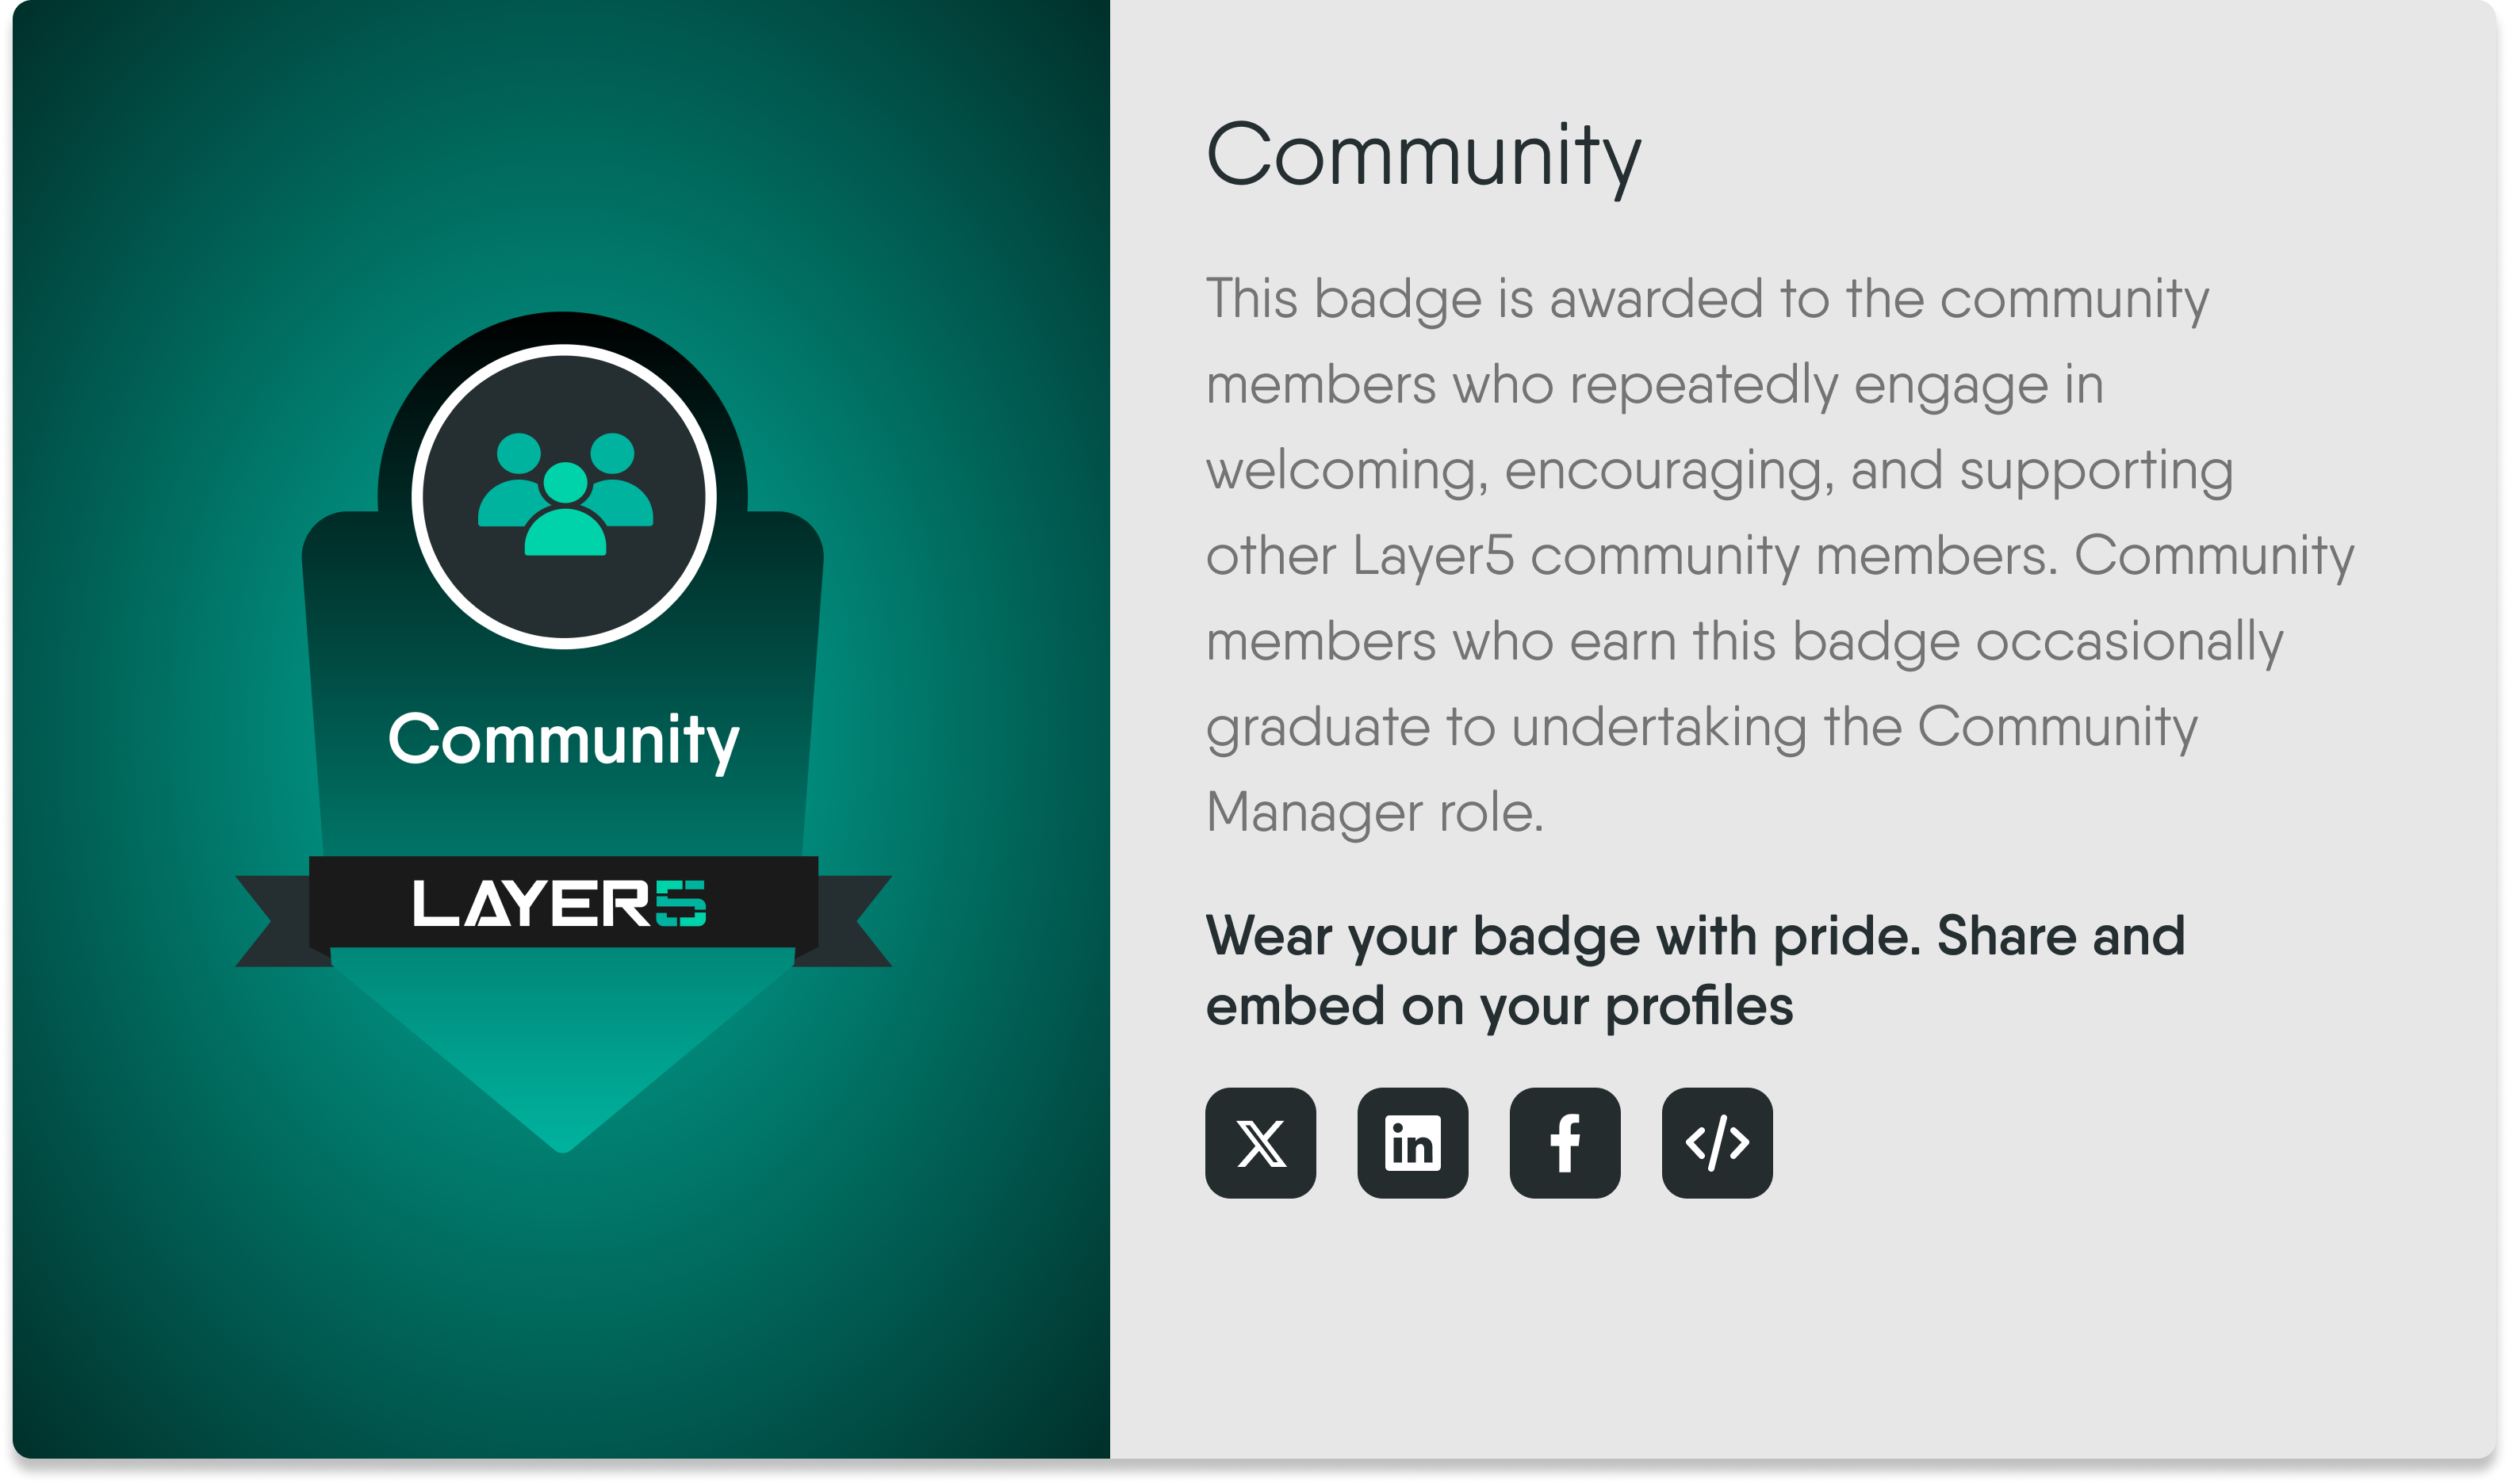 Community
LAYER5
Community
This badge is awarded to the community
members who repeatedly engage in
welcoming, encouraging, and supporting
other Layer5 community members. Community
members who earn this badge occasionally
graduate to undertaking the Community
Manager role.
Wear your badge with pride. Share and
embed on your profiles